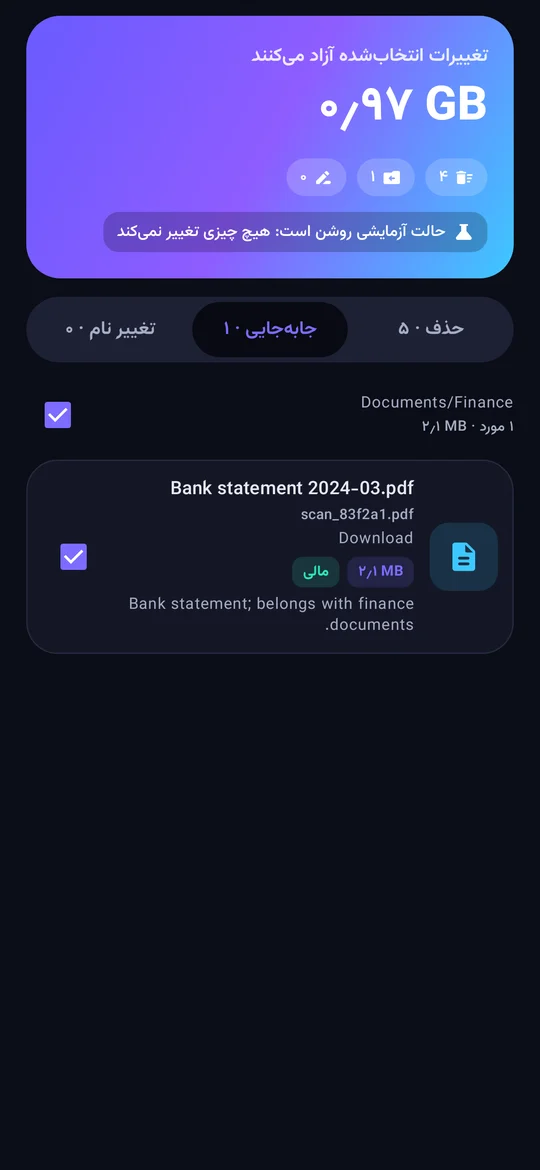 تغییرات انتخاب‌شده آزاد می‌کنند
۰٫۹۷ GB
۴ ۱ ۰
حالت آزمایشی روشن است: هیچ چیزی تغییر نمی‌کند
حذف · ۵ جابه‌جایی · ۱ تغییر نام · ۰
Documents/Finance
۱ مورد · ۲٫۱ MB
Bank statement 2024-03.pdf
scan_83f2a1.pdf
Download
۲٫۱ MB مالی
Bank statement; belongs with finance
documents.